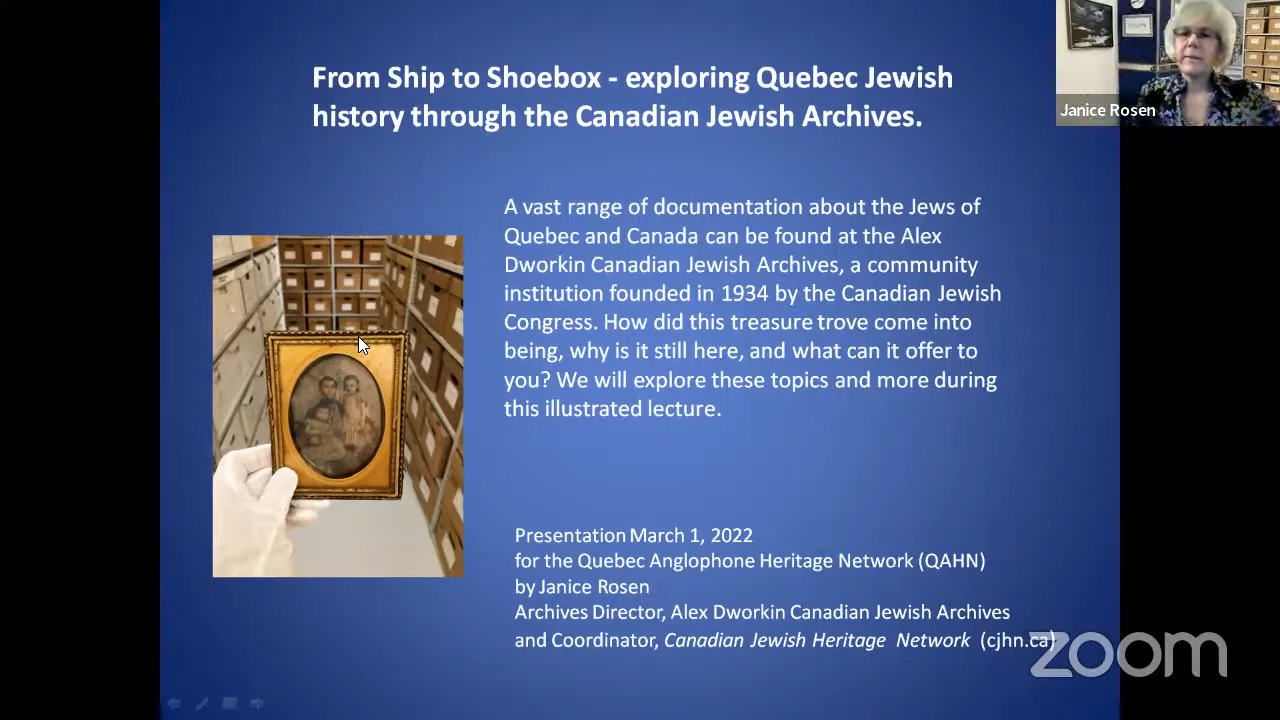 From Ship to Shoebox - exploring Quebec Jewish
history through the Canadian Jewish Archives.
Janice Rosen
A vast range of documentation about the Jews of
Quebec and Canada can be found at the Alex
Dworkin Canadian Jewish Archives, a community
institution founded in 1934 by the Canadian Jewish
Congress. How did this treasure trove come into
being, why is it still here, and what can it offer to
you? We will explore these topics and more during
this illustrated lecture.
Presentation March 1, 2022
for the Quebec Anglophone Heritage Network (QAHN)
by Janice Rosen
Archives Director, Alex Dworkin Canadian Jewish Archives
and Coordinator, Canadian Jewish Heritage Network (cjhn.ca)
zoom